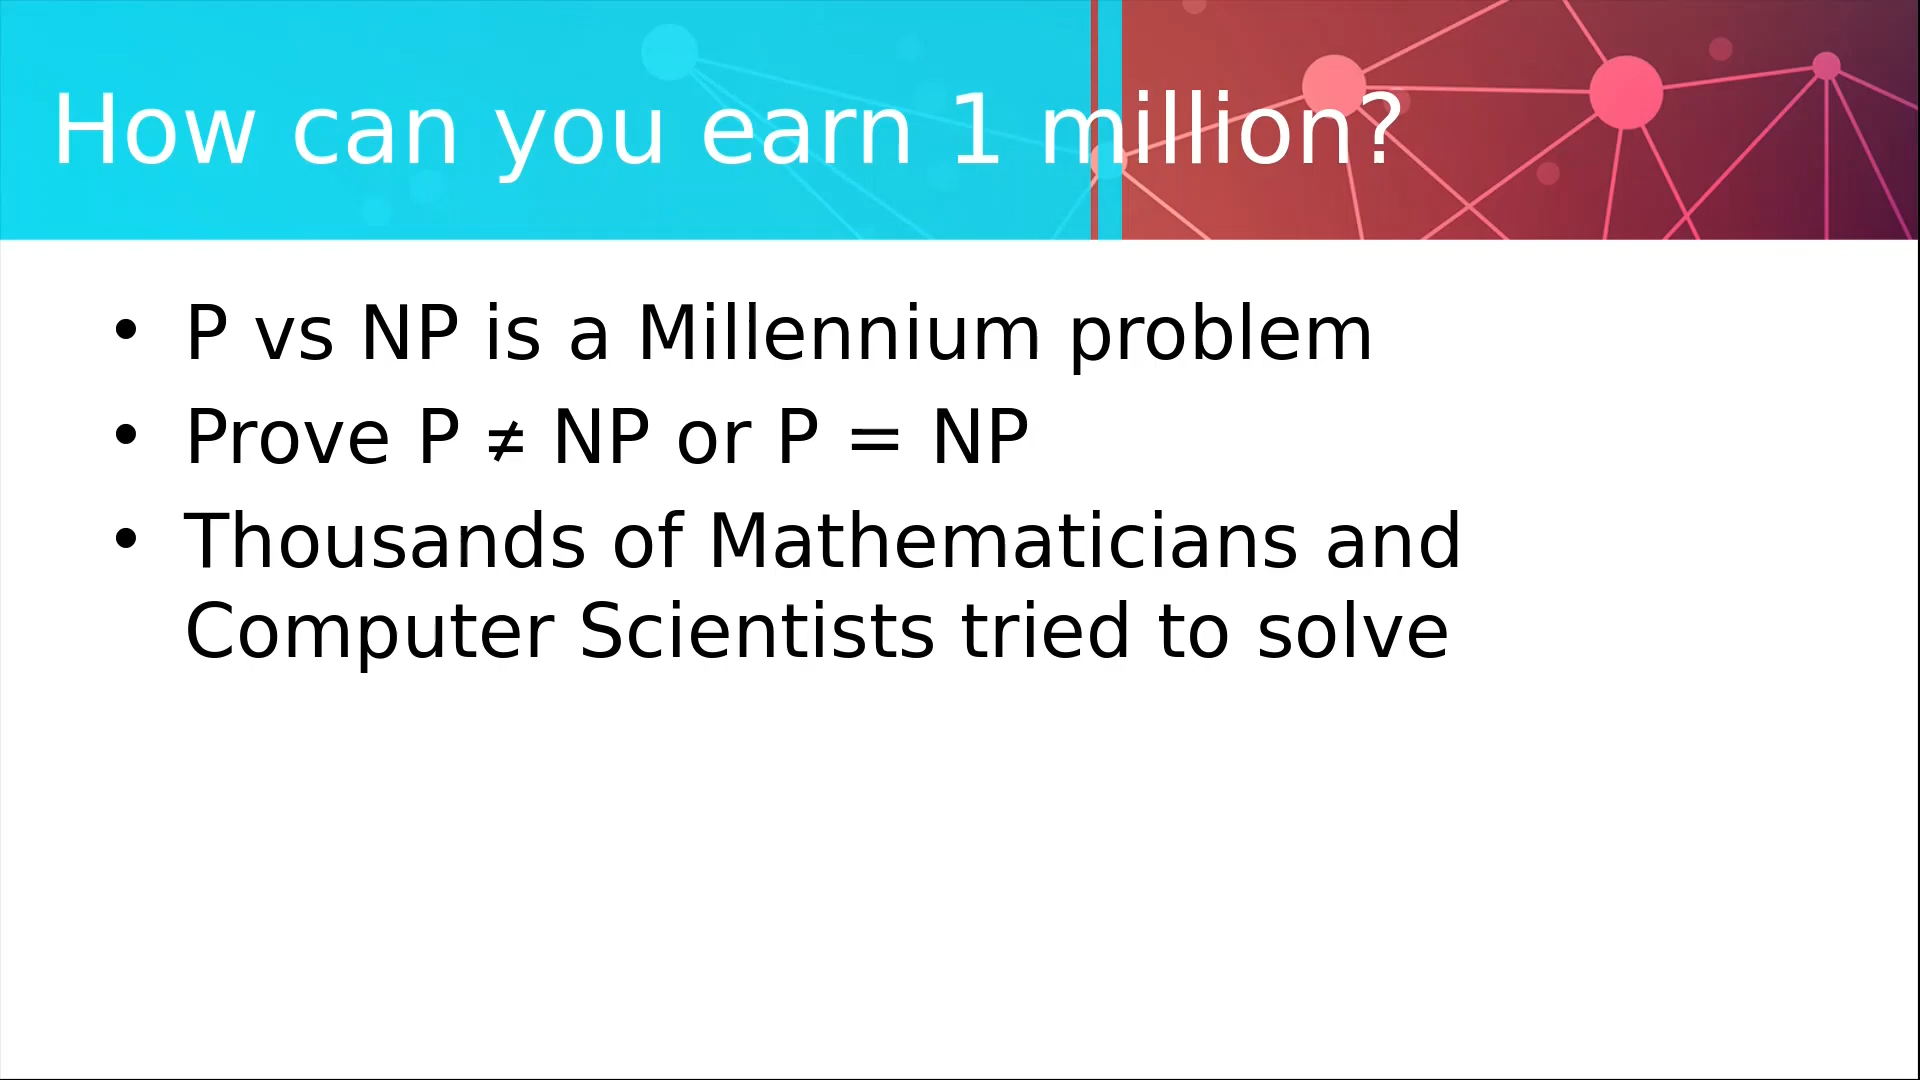 How can you earn 1 million?
• P vs NP is a Millennium problem
• Prove P ≠ NP or P = NP
• Thousands of Mathematicians and
Computer Scientists tried to solve